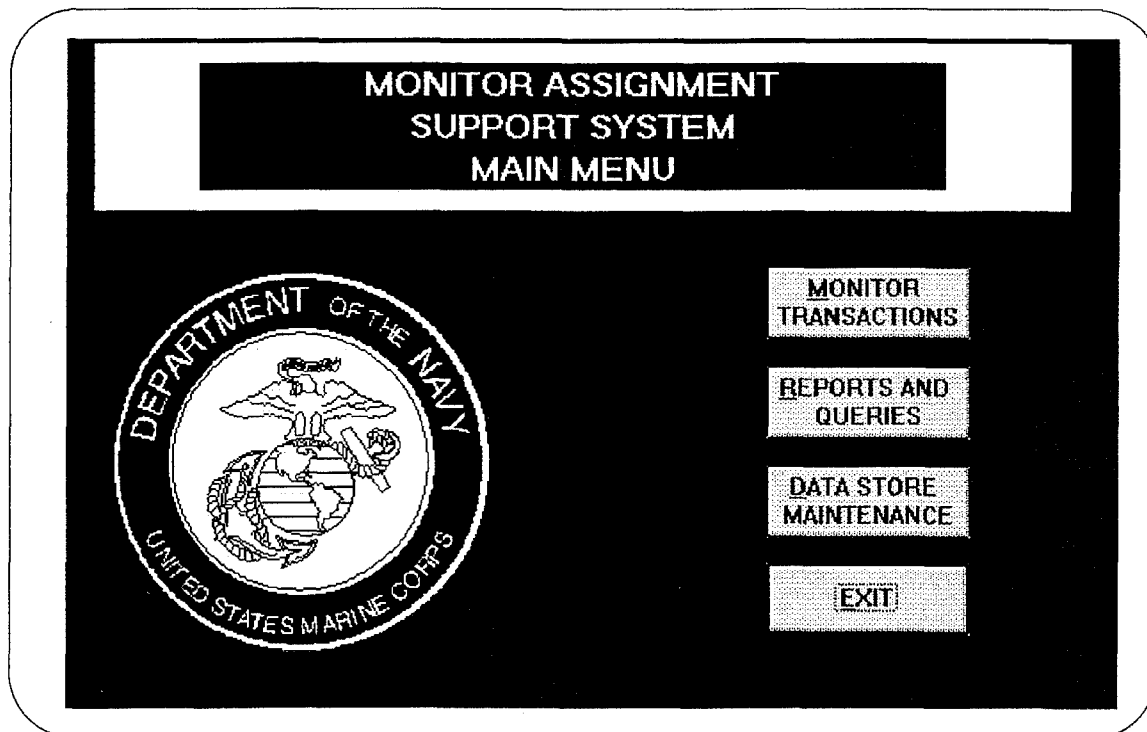 MONITOR ASSIGNMENT
SUPPORT SYSTEM
MAIN MENU
DEPARTMENT OF THE NAVY
UNITED STATES MARINE CORPS
MONITOR
TRANSACTIONS
REPORTS AND
QUERIES
DATA STORE
MAINTENANCE
EXIT